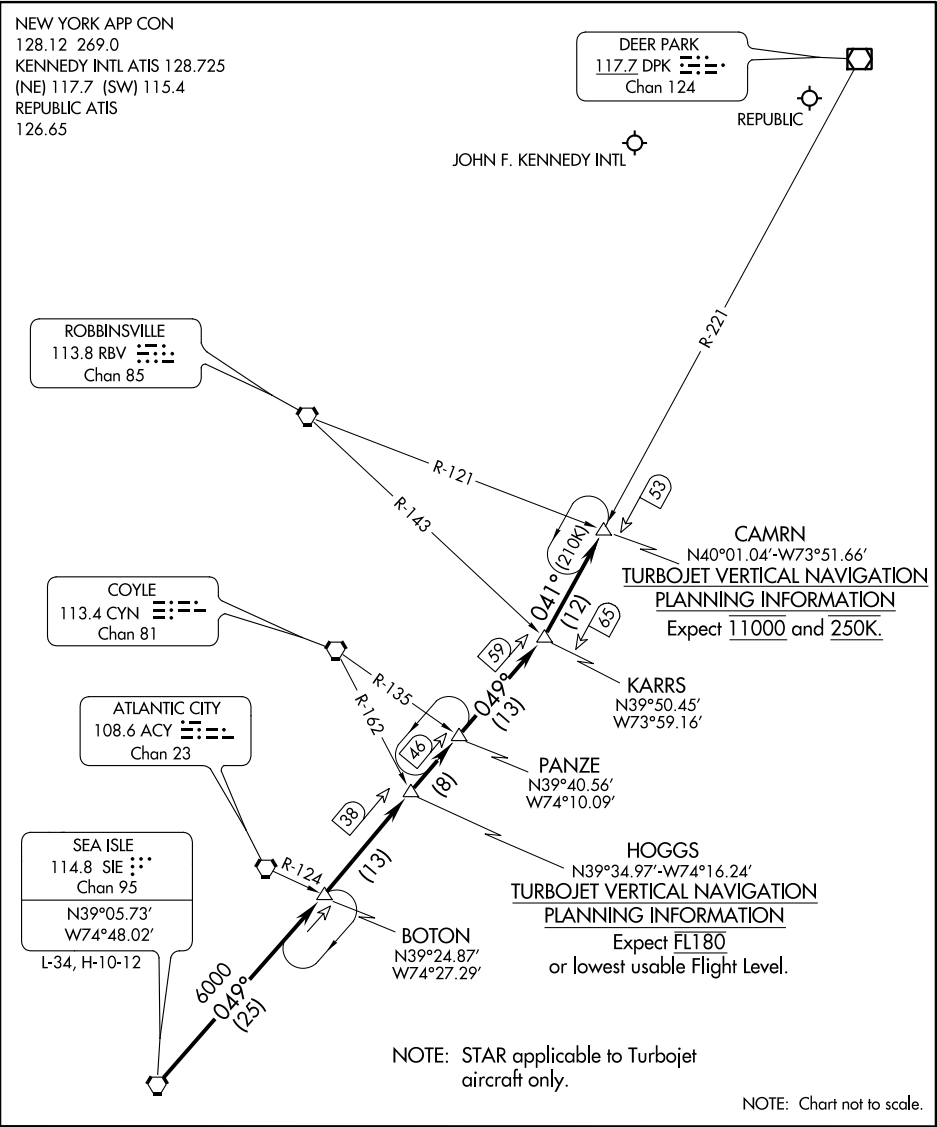 NEW YORK APP CON
128.12 269.0
KENNEDY INTL ATIS 128.725
(NE) 117.7 (SW) 115.4
REPUBLIC ATIS
126.65
DEER PARK
117.7 DPK
Chan 124
REPUBLIC
JOHN F. KENNEDY INTL
R-221
ROBBINSVILLE
113.8 RBV
Chan 85
R-121
R-143
53
(210K)
041°
(12)
CAMRN
N40°01.04'-W73°51.66'
TURBOJET VERTICAL NAVIGATION
PLANNING INFORMATION
Expect 11000 and 250K.
COYLE
113.4 CYN
Chan 81
R-135
R-162
59
65
049°
(13)
KARRS
N39°50.45'
W73°59.16'
ATLANTIC CITY
108.6 ACY
Chan 23
46
(8)
PANZE
N39°40.56'
W74°10.09'
38
(13)
HOGGS
N39°34.97'-W74°16.24'
TURBOJET VERTICAL NAVIGATION
PLANNING INFORMATION
Expect FL180
or lowest usable Flight Level.
SEA ISLE
114.8 SIE
Chan 95
N39°05.73'
W74°48.02'
L-34, H-10-12
R-124
BOTON
N39°24.87'
W74°27.29'
6000
049°
(25)
NOTE: STAR applicable to Turbojet
aircraft only.
NOTE: Chart not to scale.